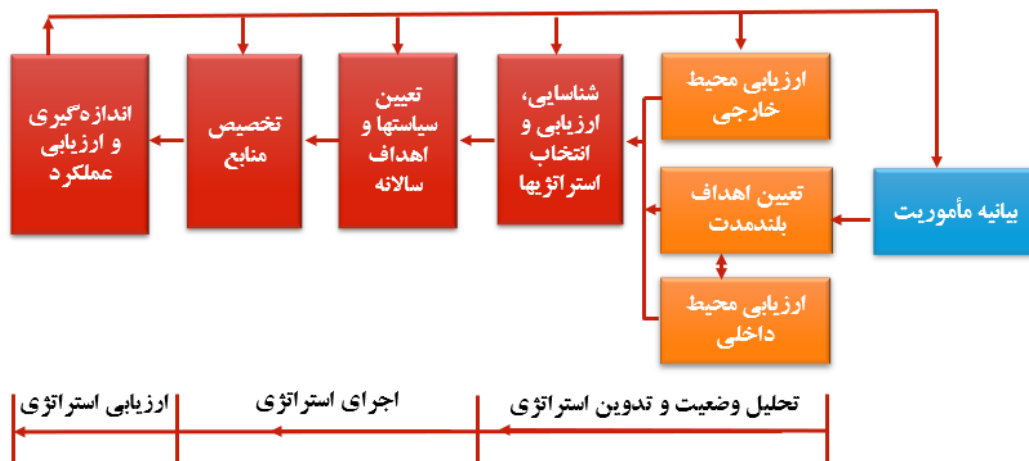 بیانیه مأموریت
ارزیابی محیط
خارجی
تعیین اهداف
بلندمدت
ارزیابی محیط
داخلی
شناسایی،
ارزیابی و
انتخاب
استراتژیها
تعیین
سیاستها و
اهداف
سالانه
تخصیص
منابع
اندازه‌گیری
و ارزیابی
عملکرد
تحلیل وضعیت و تدوین استراتژی
اجرای استراتژی
ارزیابی استراتژی